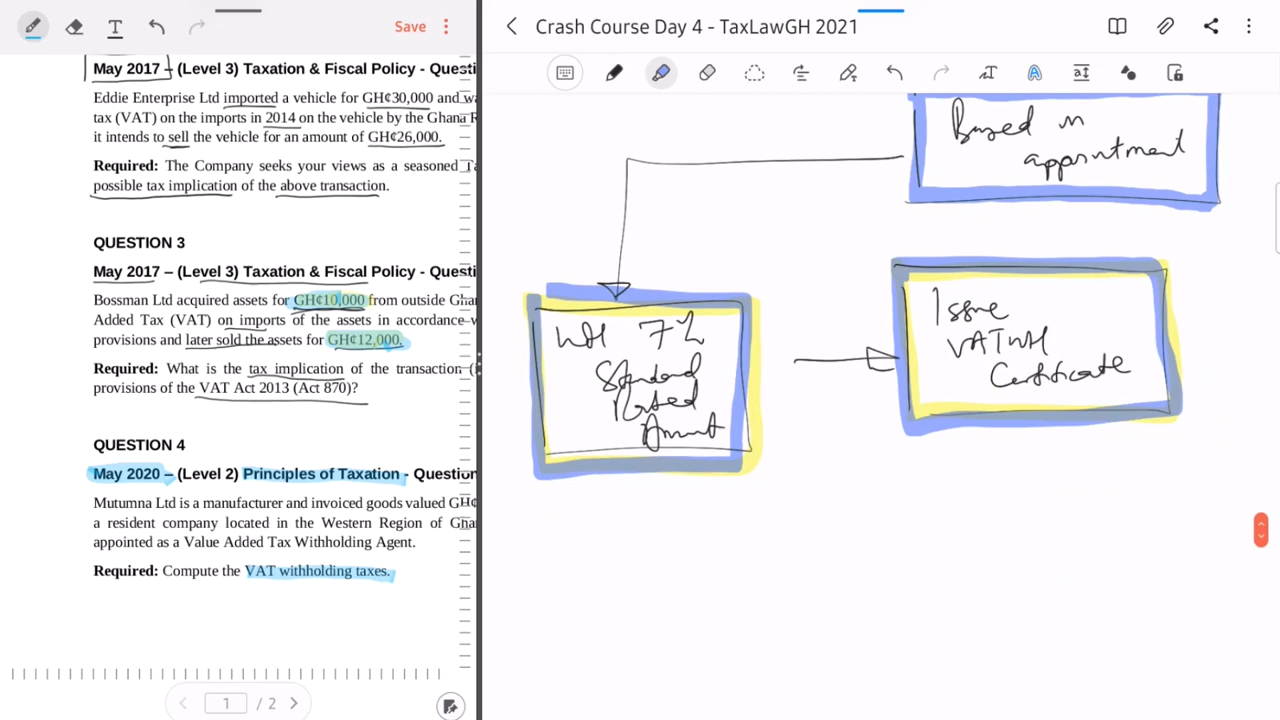 Save
May 2017 – (Level 3) Taxation & Fiscal Policy - Questi
Eddie Enterprise Ltd imported a vehicle for GH¢30,000 and wa
tax (VAT) on the imports in 2014 on the vehicle by the Ghana R
it intends to sell the vehicle for an amount of GH¢26,000.
Required: The Company seeks your views as a seasoned Ta
possible tax implication of the above transaction.
QUESTION 3
May 2017 – (Level 3) Taxation & Fiscal Policy - Questi
Bossman Ltd acquired assets for GH¢10,000 from outside Gha
Added Tax (VAT) on imports of the assets in accordance w
provisions and later sold the assets for GH¢12,000.
Required: What is the tax implication of the transaction (
provisions of the VAT Act 2013 (Act 870)?
QUESTION 4
May 2020 – (Level 2) Principles of Taxation - Question
Mutumna Ltd is a manufacturer and invoiced goods valued GH¢
a resident company located in the Western Region of Ghan
appointed as a Value Added Tax Withholding Agent.
Required: Compute the VAT withholding taxes.
1 / 2
Crash Course Day 4 - TaxLawGH 2021
Based on
appointment
WH 7%
Standard
Rated
Amount
Issue
VATWH
Certificate